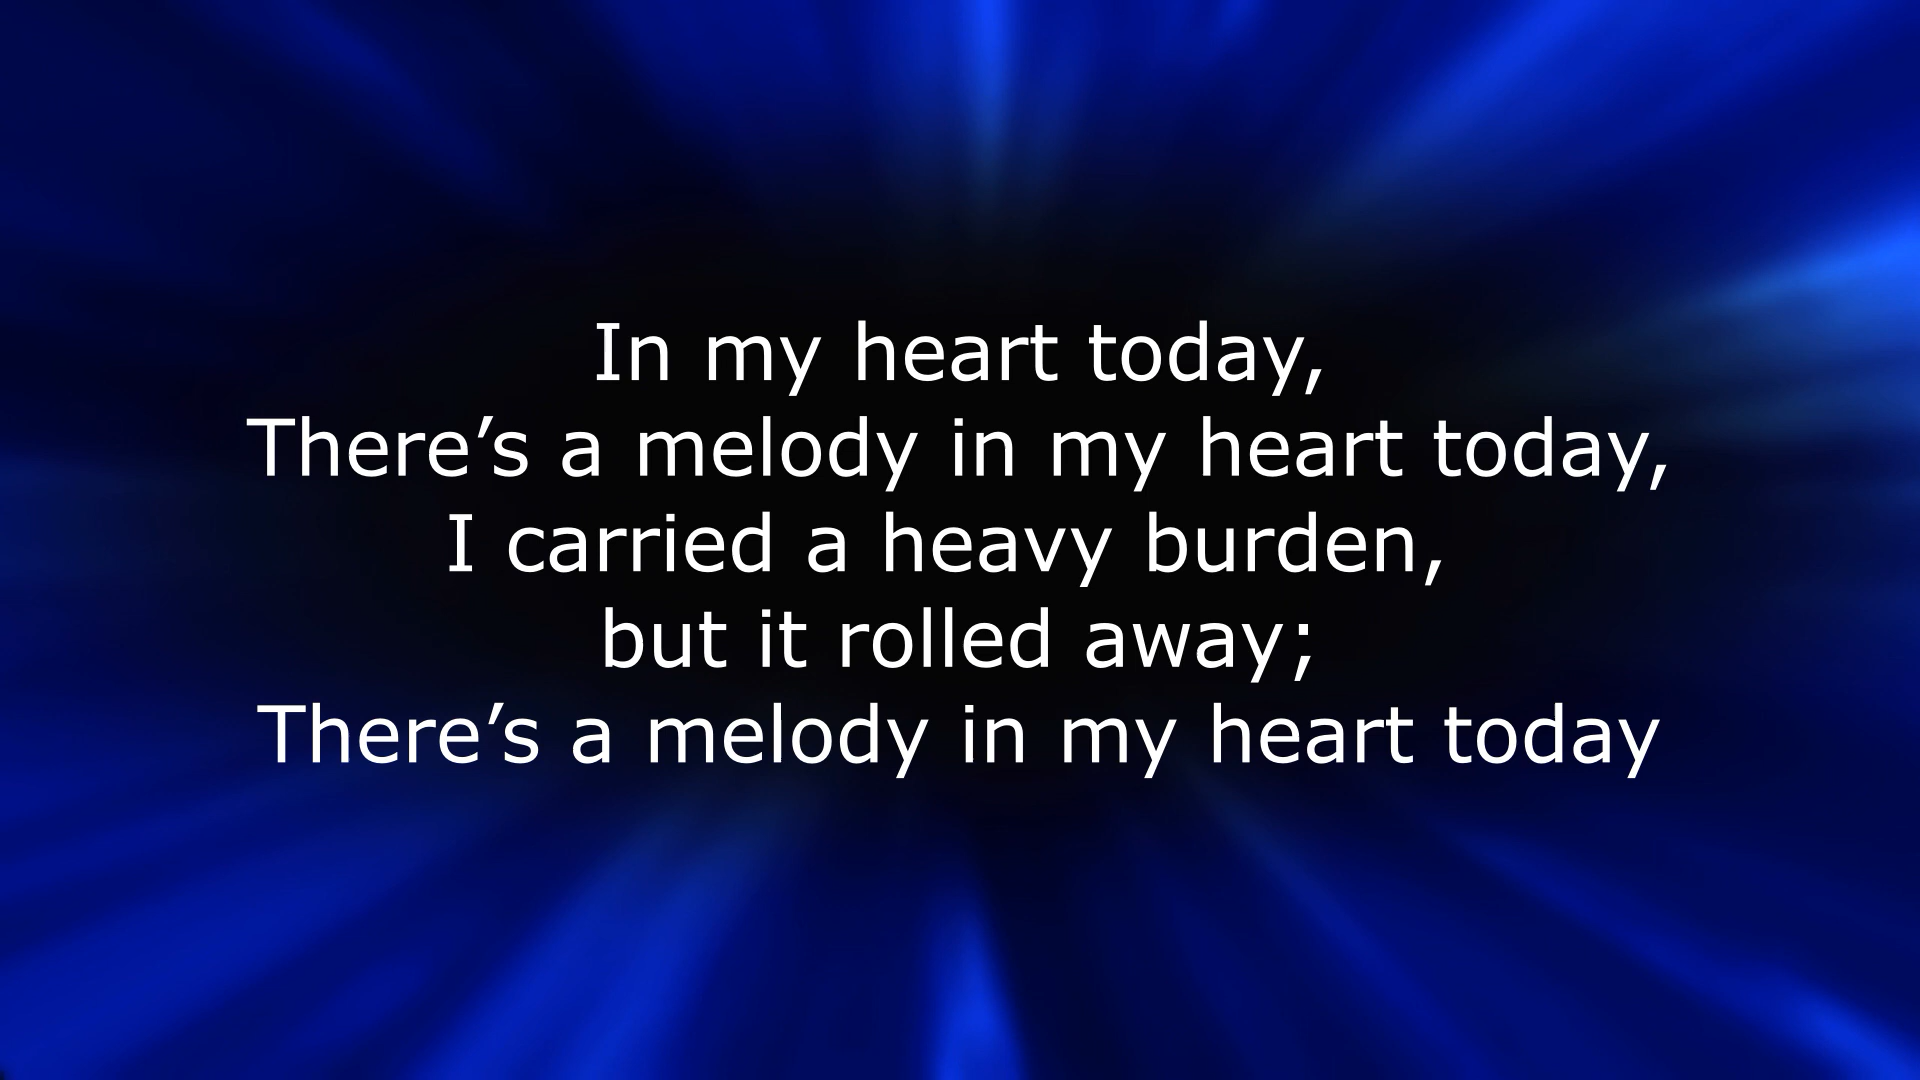 In my heart today,
There’s a melody in my heart today,
I carried a heavy burden,
but it rolled away;
There’s a melody in my heart today